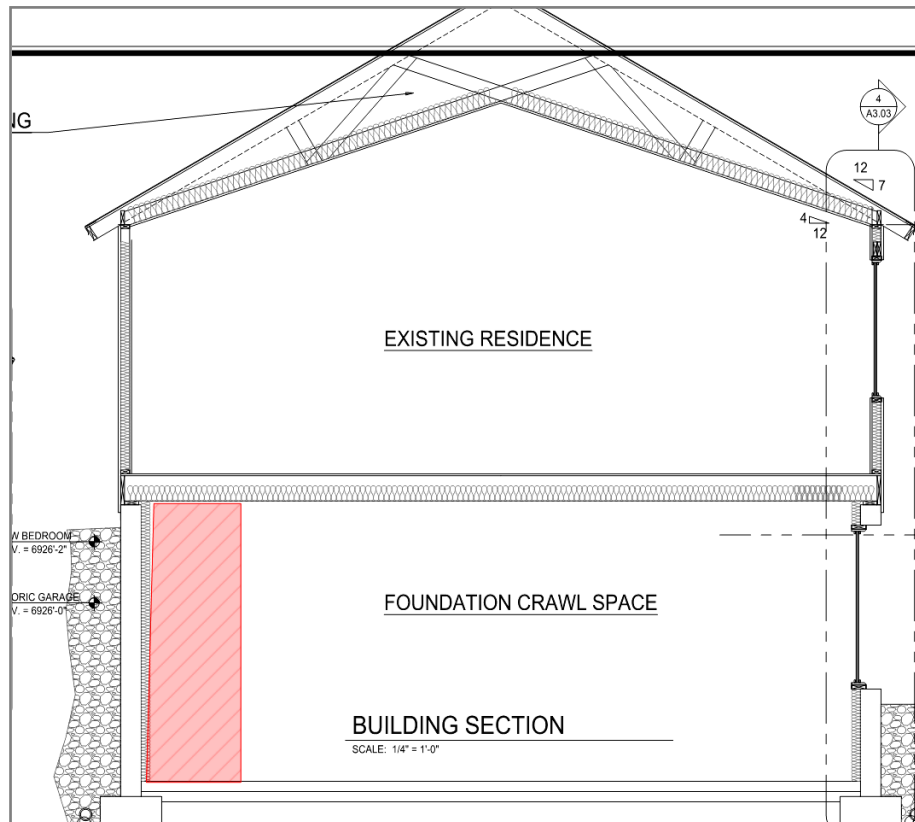 NG
4
A3.03
12
7
4
12
EXISTING RESIDENCE
W BEDROOM
V. = 6926'-2"
ORIC GARAGE
V. = 6926'-0"
FOUNDATION CRAWL SPACE
BUILDING SECTION
SCALE: 1/4" = 1'-0"